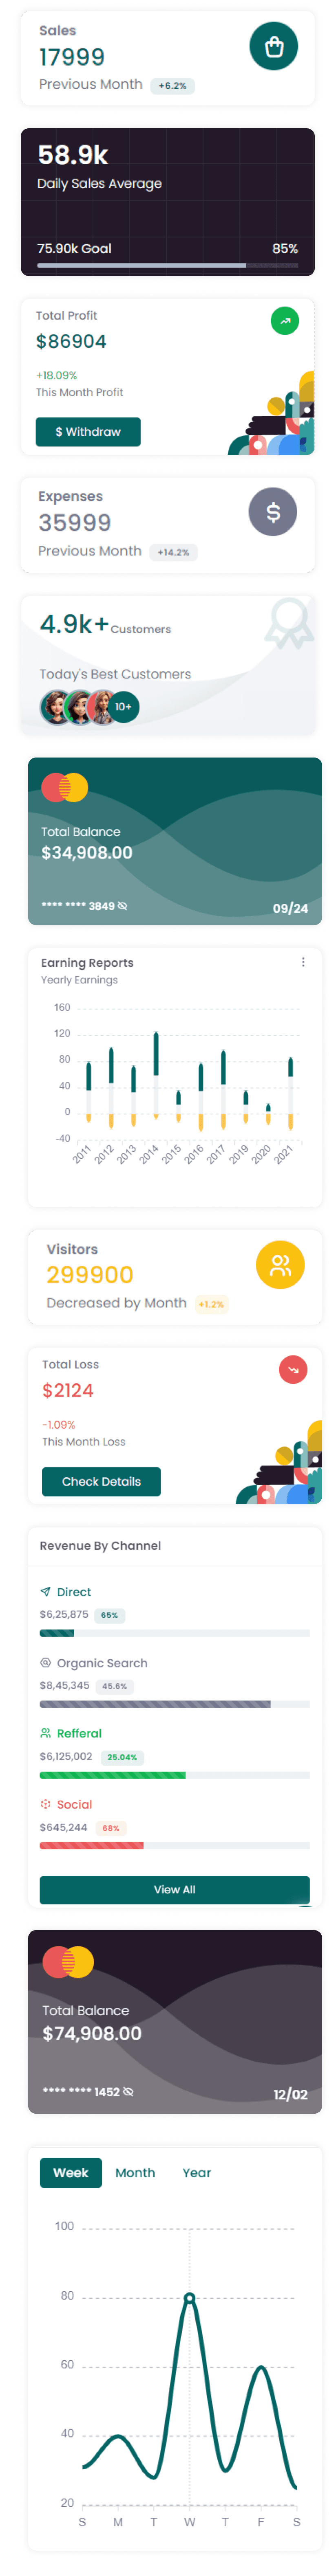 Sales
17999
Previous Month +6.2%
58.9k
Daily Sales Average
75.90k Goal 85%
Total Profit
$86904
+18.09%
This Month Profit
$ Withdraw
Expenses
35999
Previous Month +14.2%
4.9k+ Customers
Today's Best Customers
10+
Total Balance
$34,908.00
**** **** 3849
09/24
Earning Reports
Yearly Earnings
160
120
80
40
0
-40
2011 2012 2013 2014 2015 2016 2017 2019 2020 2021
Visitors
299900
Decreased by Month +1.2%
Total Loss
$2124
-1.09%
This Month Loss
Check Details
Revenue By Channel
Direct
$6,25,875 65%
Organic Search
$8,45,345 45.6%
Refferal
$6,125,002 25.04%
Social
$645,244 68%
View All
Total Balance
$74,908.00
**** **** 1452
12/02
Week Month Year
100
80
60
40
20
S M T W T F S